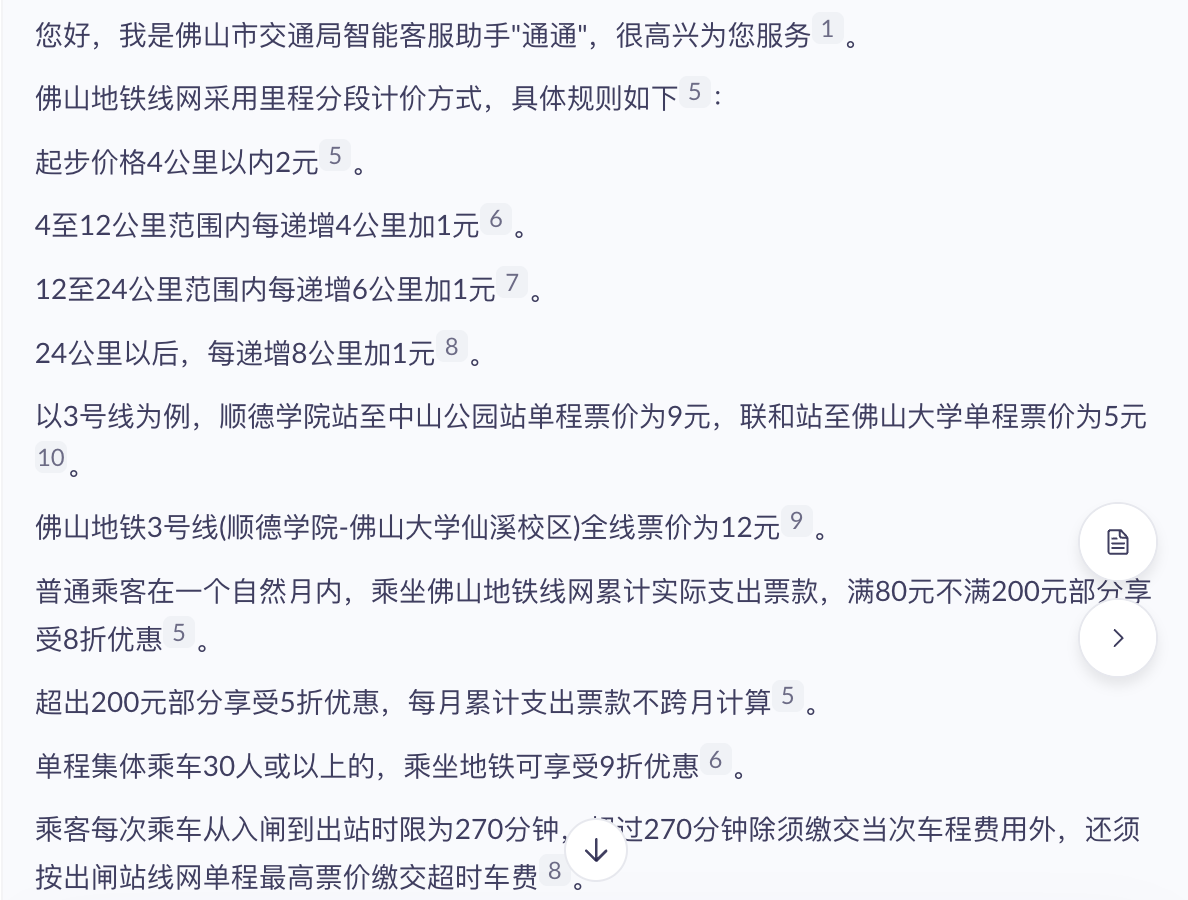 您好，我是佛山市交通局智能客服助手"通通"，很高兴为您服务 1 。
佛山地铁线网采用里程分段计价方式，具体规则如下 5 ：
起步价格4公里以内2元 5 。
4至12公里范围内每递增4公里加1元 6 。
12至24公里范围内每递增6公里加1元 7 。
24公里以后，每递增8公里加1元 8 。
以3号线为例，顺德学院站至中山公园站单程票价为9元，联和站至佛山大学单程票价为5元
10 。
佛山地铁3号线(顺德学院-佛山大学仙溪校区)全线票价为12元 9 。
普通乘客在一个自然月内，乘坐佛山地铁线网累计实际支出票款，满80元不满200元部分享
受8折优惠 5 。
超出200元部分享受5折优惠，每月累计支出票款不跨月计算 5 。
单程集体乘车30人或以上的，乘坐地铁可享受9折优惠 6 。
乘客每次乘车从入闸到出站时限为270分钟，超过270分钟除须缴交当次车程费用外，还须
按出闸站线网单程最高票价缴交超时车费 8 。